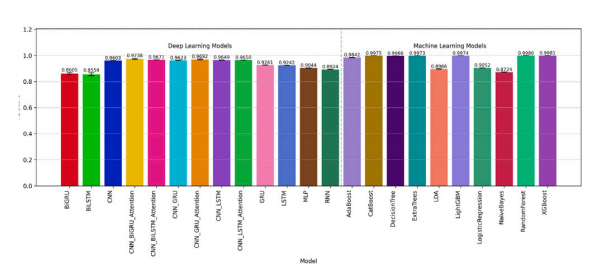 1.2
Deep Learning Models
Machine Learning Models
1.0
0.8
0.6
0.4
0.2
0.0
0.8605
0.8559
0.9603
0.9738
0.9671
0.9623
0.9692
0.9649
0.9650
0.9261
0.9242
0.9044
0.8924
0.9842
0.9975
0.9966
0.9973
0.8966
0.9974
0.9052
0.8724
0.9980
0.9981
BiGRU
BiLSTM
CNN
CNN_BiGRU_Attention
CNN_BiLSTM_Attention
CNN_GRU
CNN_GRU_Attention
CNN_LSTM
CNN_LSTM_Attention
GRU
LSTM
MLP
RNN
AdaBoost
CatBoost
DecisionTree
ExtraTrees
LDA
LightGBM
LogisticRegression
NaiveBayes
RandomForest
XGBoost
Model